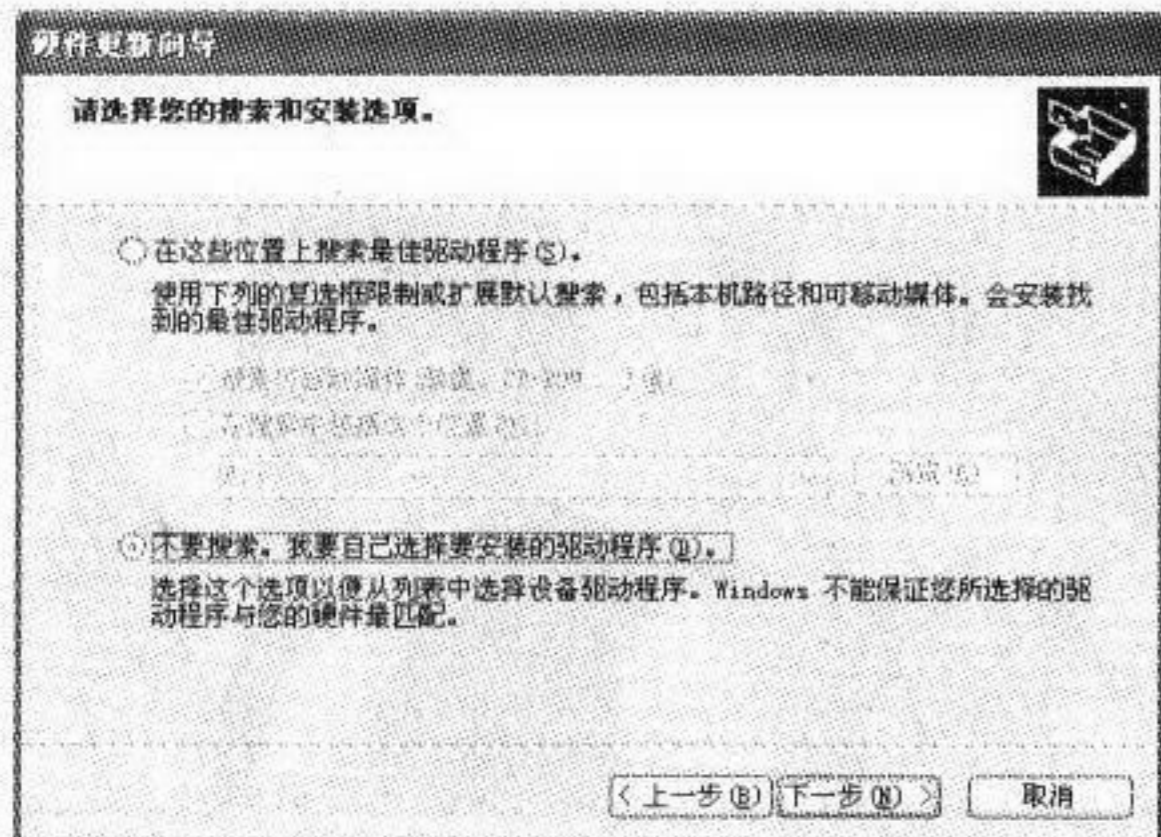 硬件更新向导
请选择您的搜索和安装选项。
在这些位置上搜索最佳驱动程序(S)。
使用下列的复选框限制或扩展默认搜索，包括本机路径和可移动媒体。会安装找
到的最佳驱动程序。
不要搜索。我要自己选择要安装的驱动程序(D)。
选择这个选项以便从列表中选择设备驱动程序。Windows 不能保证您所选择的驱
动程序与您的硬件最匹配。
< 上一步(B) 下一步(N) > 取消